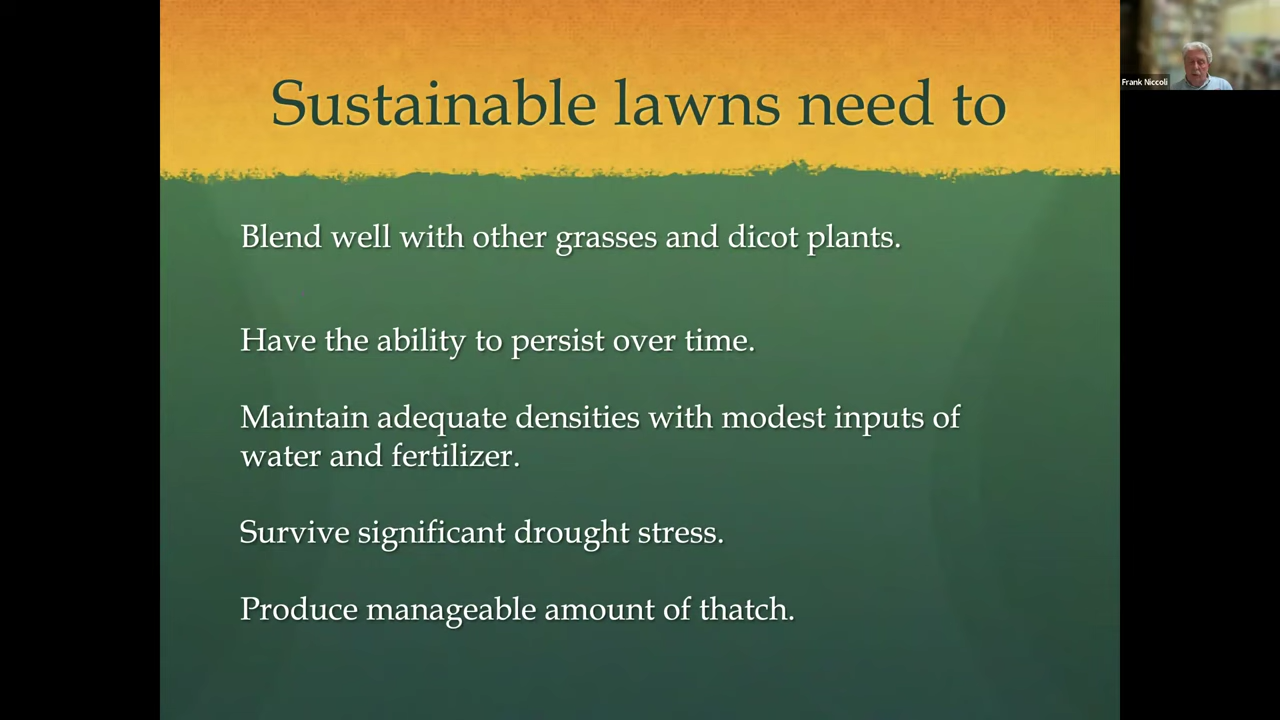 Sustainable lawns need to
Frank Niccoli
Blend well with other grasses and dicot plants.
Have the ability to persist over time.
Maintain adequate densities with modest inputs of
water and fertilizer.
Survive significant drought stress.
Produce manageable amount of thatch.